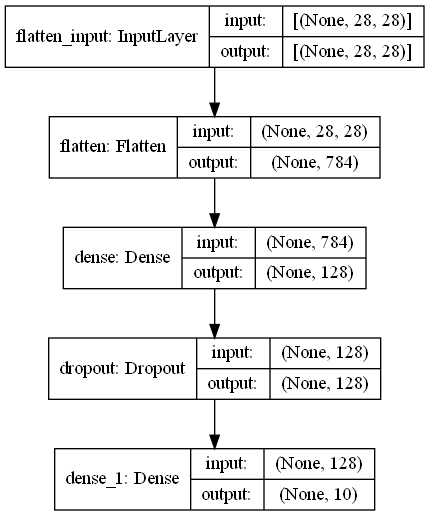 flatten_input: InputLayer
input: [(None, 28, 28)]
output: [(None, 28, 28)]
flatten: Flatten
input: (None, 28, 28)
output: (None, 784)
dense: Dense
input: (None, 784)
output: (None, 128)
dropout: Dropout
input: (None, 128)
output: (None, 128)
dense_1: Dense
input: (None, 128)
output: (None, 10)